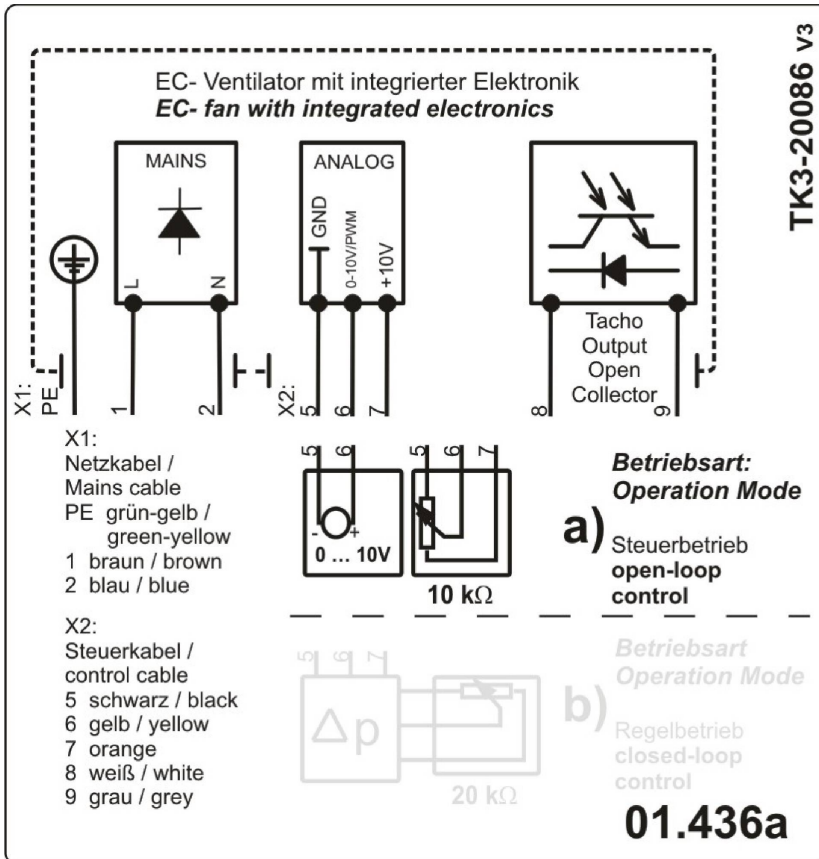 TK3-20086 V3
EC- Ventilator mit integrierter Elektronik
EC- fan with integrated electronics
MAINS
L
N
ANALOG
GND
0-10V/PWM
+10V
Tacho
Output
Open
Collector
X1:
PE
1
2
X2:
5
6
7
8
9
X1:
Netzkabel /
Mains cable
PE grün-gelb /
green-yellow
1 braun / brown
2 blau / blue
X2:
Steuerkabel /
control cable
5 schwarz / black
6 gelb / yellow
7 orange
8 weiß / white
9 grau / grey
5 6
- +
0 ... 10V
5 6 7
10 kΩ
Betriebsart:
Operation Mode
a)
Steuerbetrieb
open-loop
control
5 6 7
Δp
20 kΩ
Betriebsart
Operation Mode
b)
Regelbetrieb
closed-loop
control
01.436a